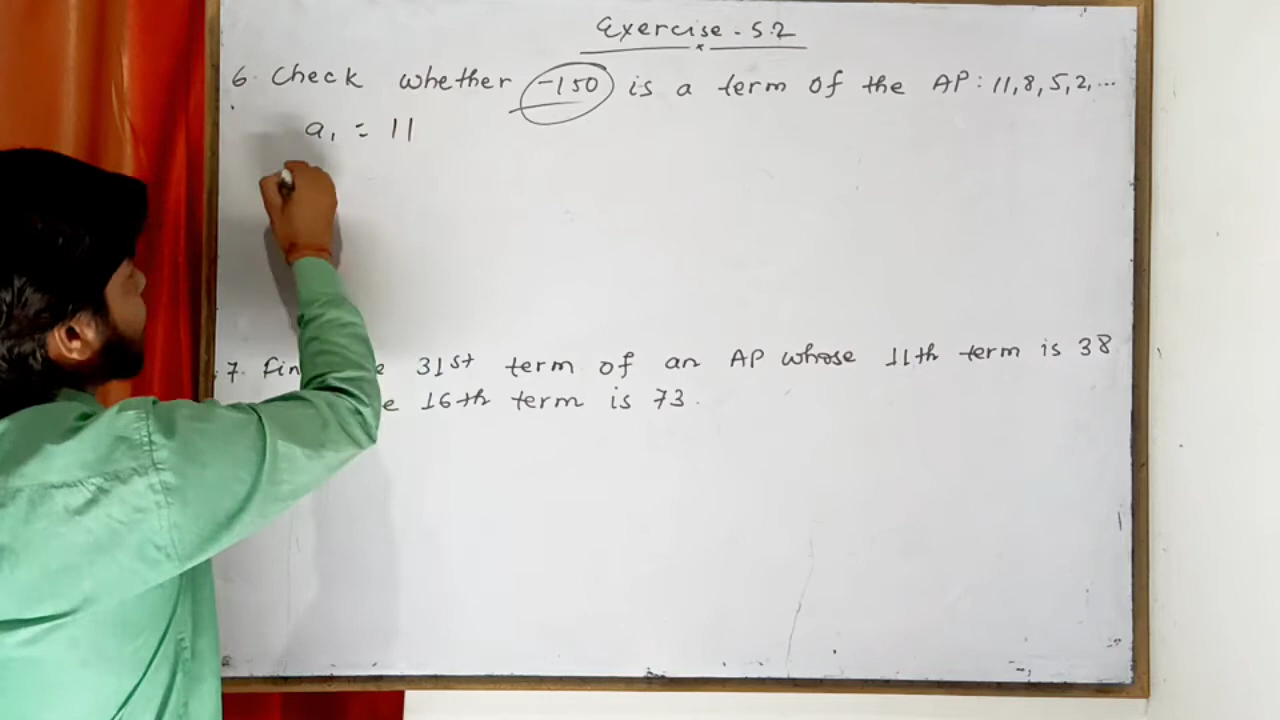 Exercise - 5.2
6. Check whether -150 is a term of the AP: 11, 8, 5, 2, ...
a₁ = 11
7. Fin e 31st term of an AP whose 11th term is 38
e 16th term is 73.